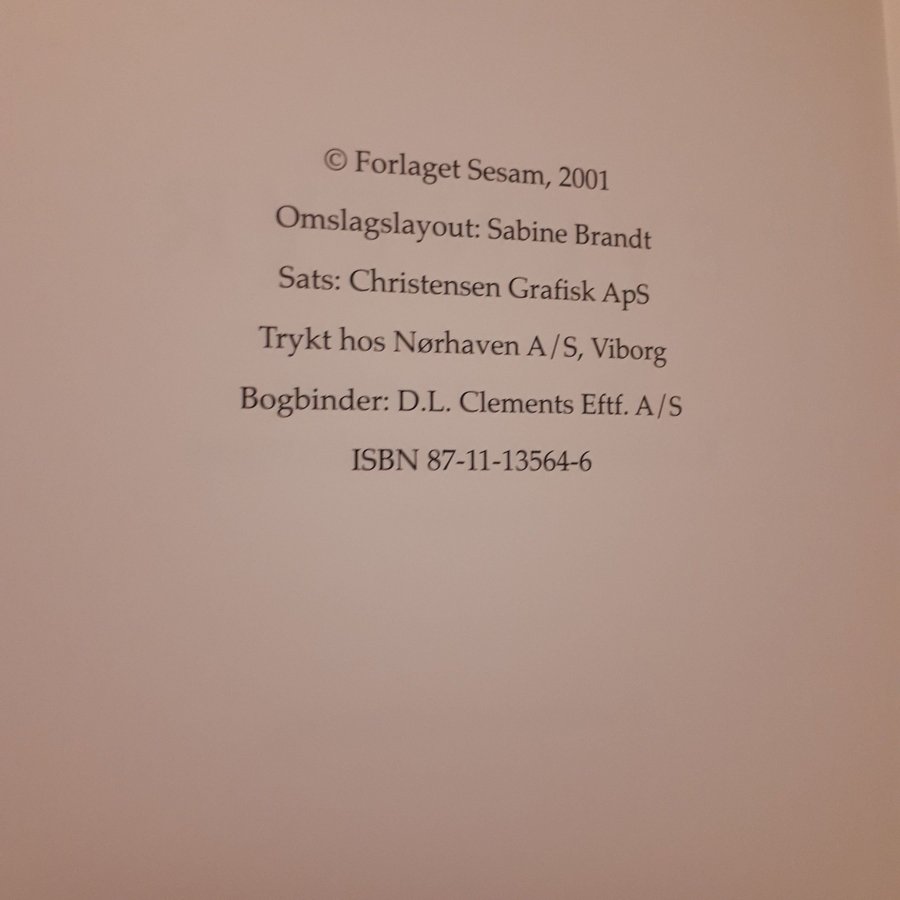 © Forlaget Sesam, 2001
Omslagslayout: Sabine Brandt
Sats: Christensen Grafisk ApS
Trykt hos Nørhaven A/S, Viborg
Bogbinder: D.L. Clements Eftf. A/S
ISBN 87-11-13564-6